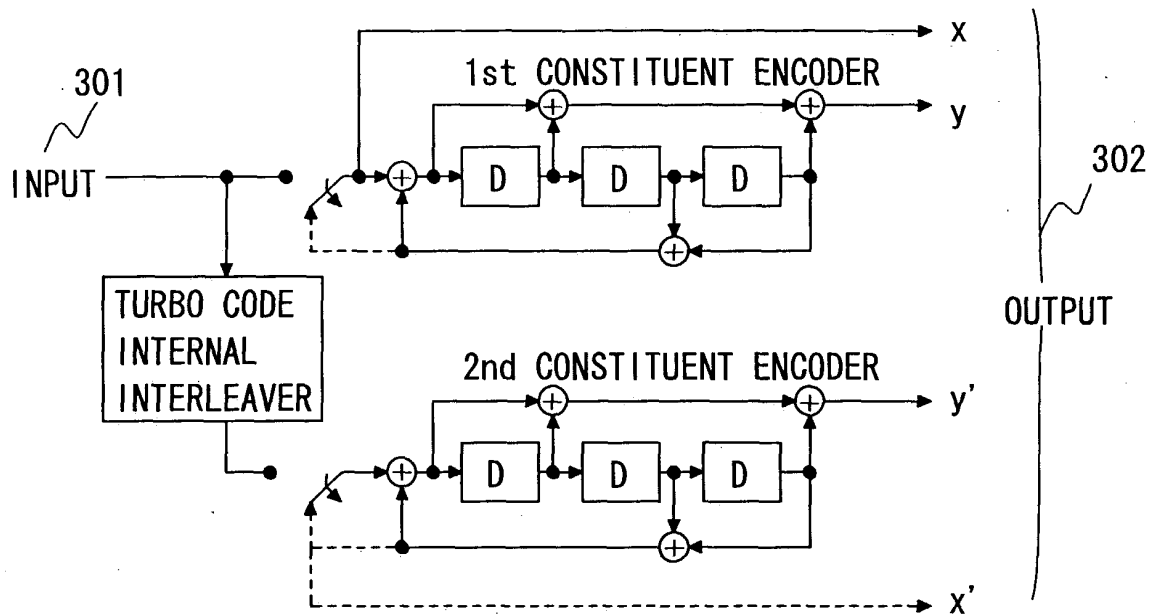 x
1st CONSTITUENT ENCODER
301
y
302
INPUT
D D D
TURBO CODE
INTERNAL
INTERLEAVER
OUTPUT
2nd CONSTITUENT ENCODER
y'
D D D
x'